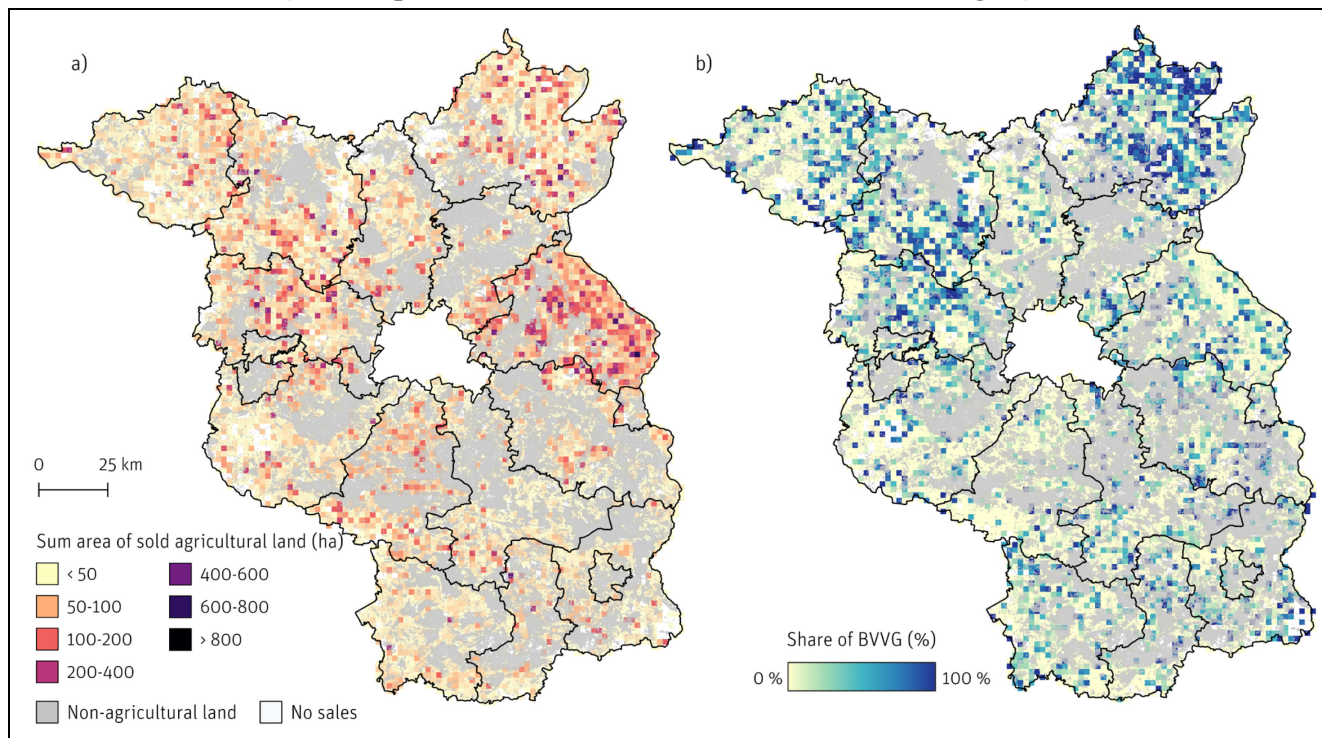 a)
b)
0 25 km
Sum area of sold agricultural land (ha)
< 50 400-600
50-100 600-800
100-200 > 800
200-400
Non-agricultural land No sales
Share of BVVG (%)
0 % 100 %